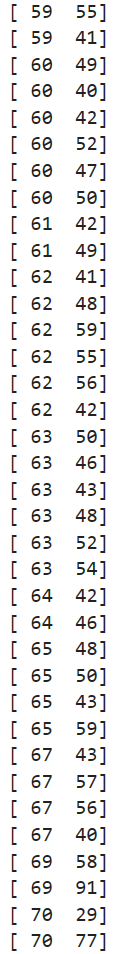 [ 59  55]
[ 59  41]
[ 60  49]
[ 60  40]
[ 60  42]
[ 60  52]
[ 60  47]
[ 60  50]
[ 61  42]
[ 61  49]
[ 62  41]
[ 62  48]
[ 62  59]
[ 62  55]
[ 62  56]
[ 62  42]
[ 63  50]
[ 63  46]
[ 63  43]
[ 63  48]
[ 63  52]
[ 63  54]
[ 64  42]
[ 64  46]
[ 65  48]
[ 65  50]
[ 65  43]
[ 65  59]
[ 67  43]
[ 67  57]
[ 67  56]
[ 67  40]
[ 69  58]
[ 69  91]
[ 70  29]
[ 70  77]